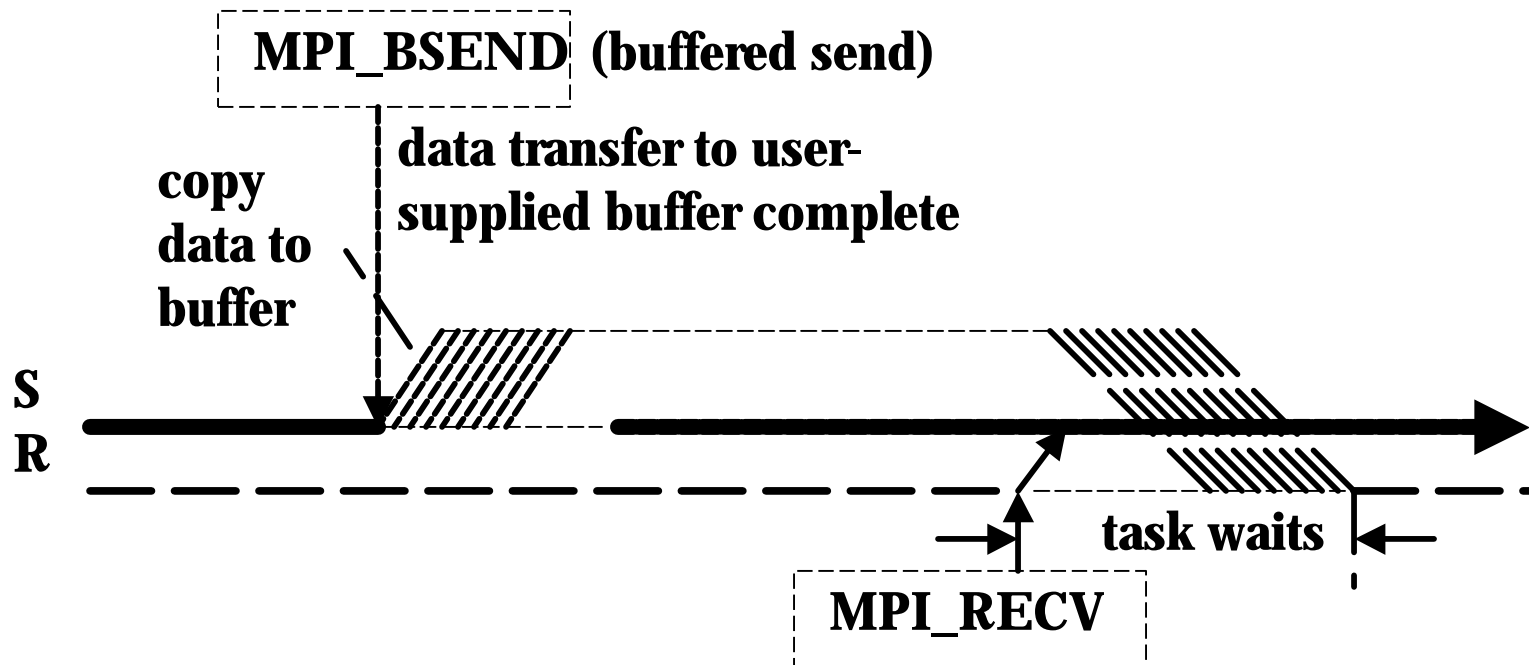 MPI_BSEND (buffered send)
data transfer to user-
supplied buffer complete
copy
data to
buffer
S
R
task waits
MPI_RECV